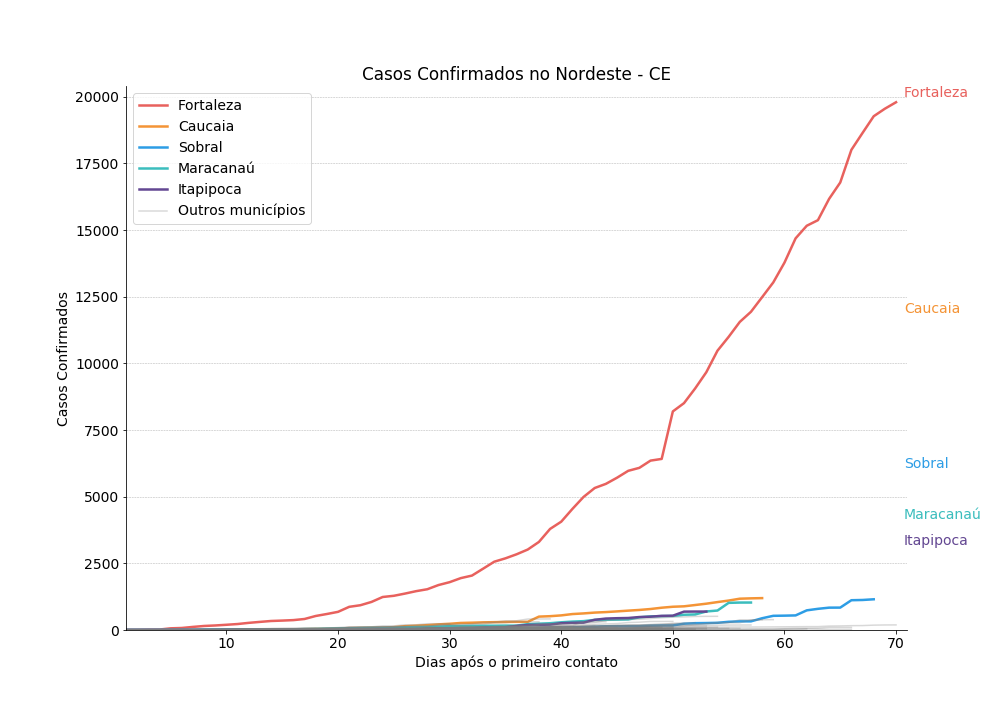 Casos Confirmados no Nordeste - CE
Fortaleza
Caucaia
Sobral
Maracanaú
Itapipoca
Outros municípios
20000
17500
15000
12500
10000
7500
5000
2500
0
Casos Confirmados
10
20
30
40
50
60
70
Dias após o primeiro contato
Fortaleza
Caucaia
Sobral
Maracanaú
Itapipoca